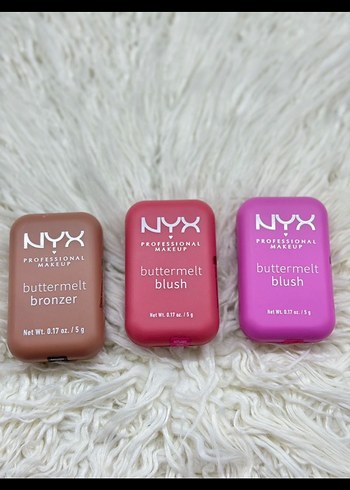 NYX
PROFESSIONAL
MAKEUP
buttermelt
bronzer
Net Wt. 0.17 oz. / 5 g
NYX
PROFESSIONAL
MAKEUP
buttermelt
blush
Net Wt. 0.17 oz. / 5 g
NYX
PROFESSIONAL
MAKEUP
buttermelt
blush
Net Wt. 0.17 oz. / 5 g